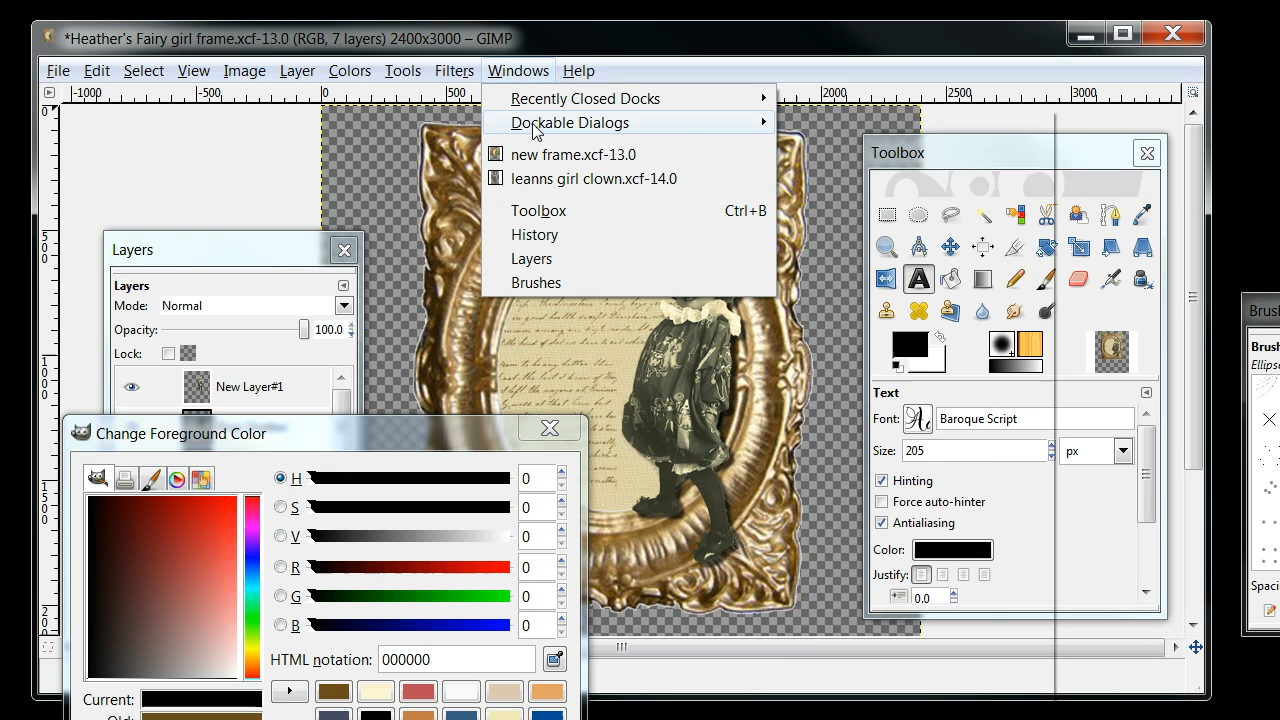 *Heather's Fairy girl frame.xcf-13.0 (RGB, 7 layers) 2400x3000 – GIMP
File Edit Select View Image Layer Colors Tools Filters Windows Help
-1000 -500 0 500 2000 2500 3000
Recently Closed Docks
Dockable Dialogs
new frame.xcf-13.0
leanns girl clown.xcf-14.0
Toolbox Ctrl+B
History
Layers
Brushes
Layers
Layers
Mode: Normal
Opacity: 100.0
Lock:
New Layer#1
Change Foreground Color
H 0
S 0
V 0
R 0
G 0
B 0
HTML notation: 000000
Current:
Old:
Toolbox
Text
Font: Baroque Script
Size: 205 px
Hinting
Force auto-hinter
Antialiasing
Color:
Justify:
0.0
Brush
Brush
Ellipse
Spaci